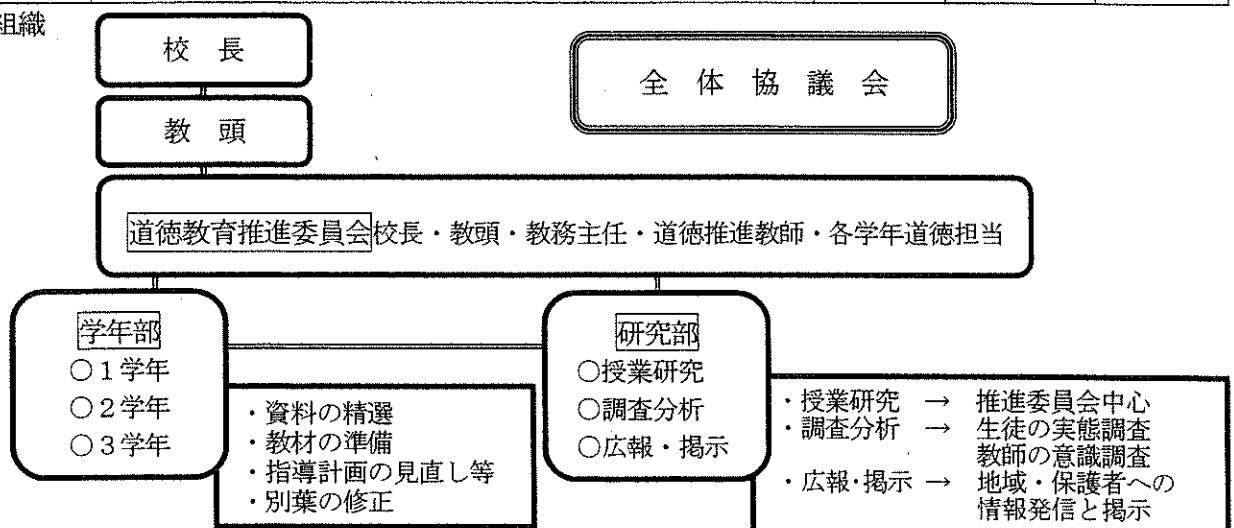 組織
校 長
全 体 協 議 会
教 頭
道徳教育推進委員会校長・教頭・教務主任・道徳推進教師・各学年道徳担当
学年部
○1学年
○2学年
○3学年
・資料の精選
・教材の準備
・指導計画の見直し等
・別葉の修正
研究部
○授業研究
○調査分析
○広報・掲示
・授業研究 → 推進委員会中心
・調査分析 → 生徒の実態調査
教師の意識調査
・広報・掲示 → 地域・保護者への
情報発信と掲示